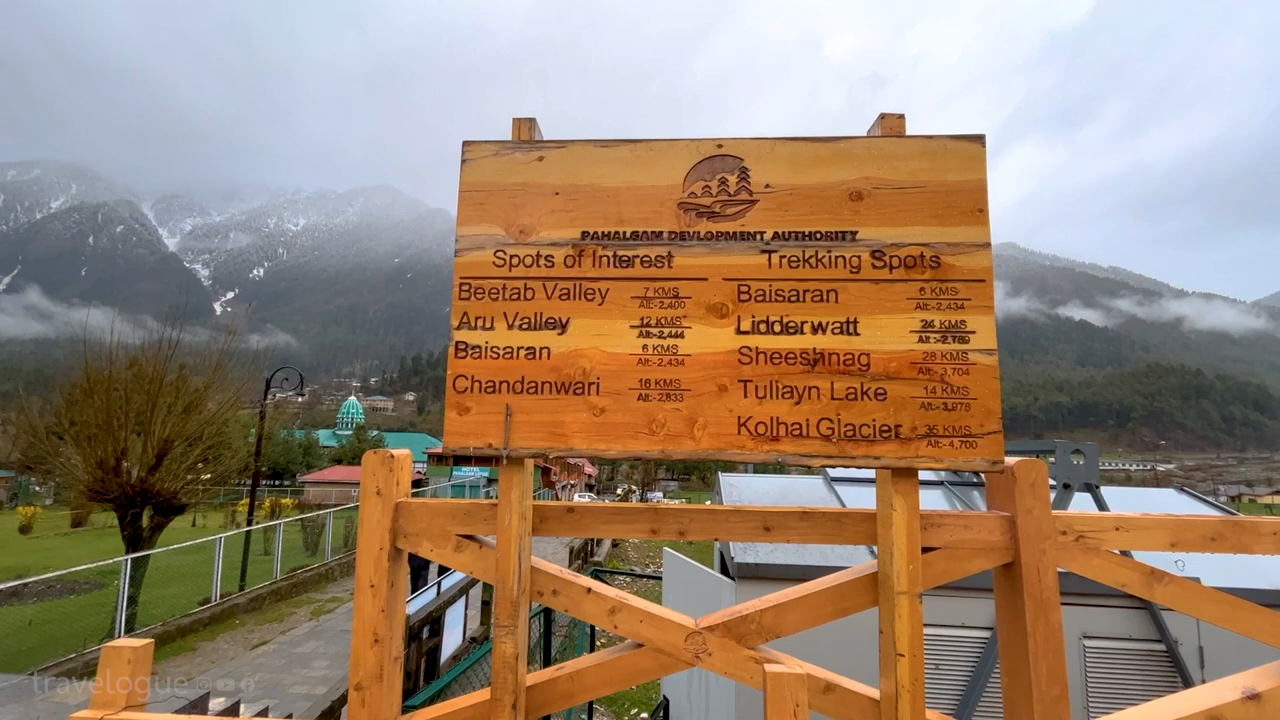 PAHALGAM DEVLOPMENT AUTHORITY
Spots of Interest
Beetab Valley 7 KMS Alt:-2,400
Aru Valley 12 KMS Alt:-2,444
Baisaran 6 KMS Alt:-2,434
Chandanwari 16 KMS Alt:-2,833
Trekking Spots
Baisaran 6 KMS Alt:-2,434
Lidderwatt 24 KMS Alt:-2,769
Sheeshnag 28 KMS Alt:-3,704
Tuliayn Lake 14 KMS Alt:-3,978
Kolhai Glacier 35 KMS Alt:-4,700
HOTEL
travelogue